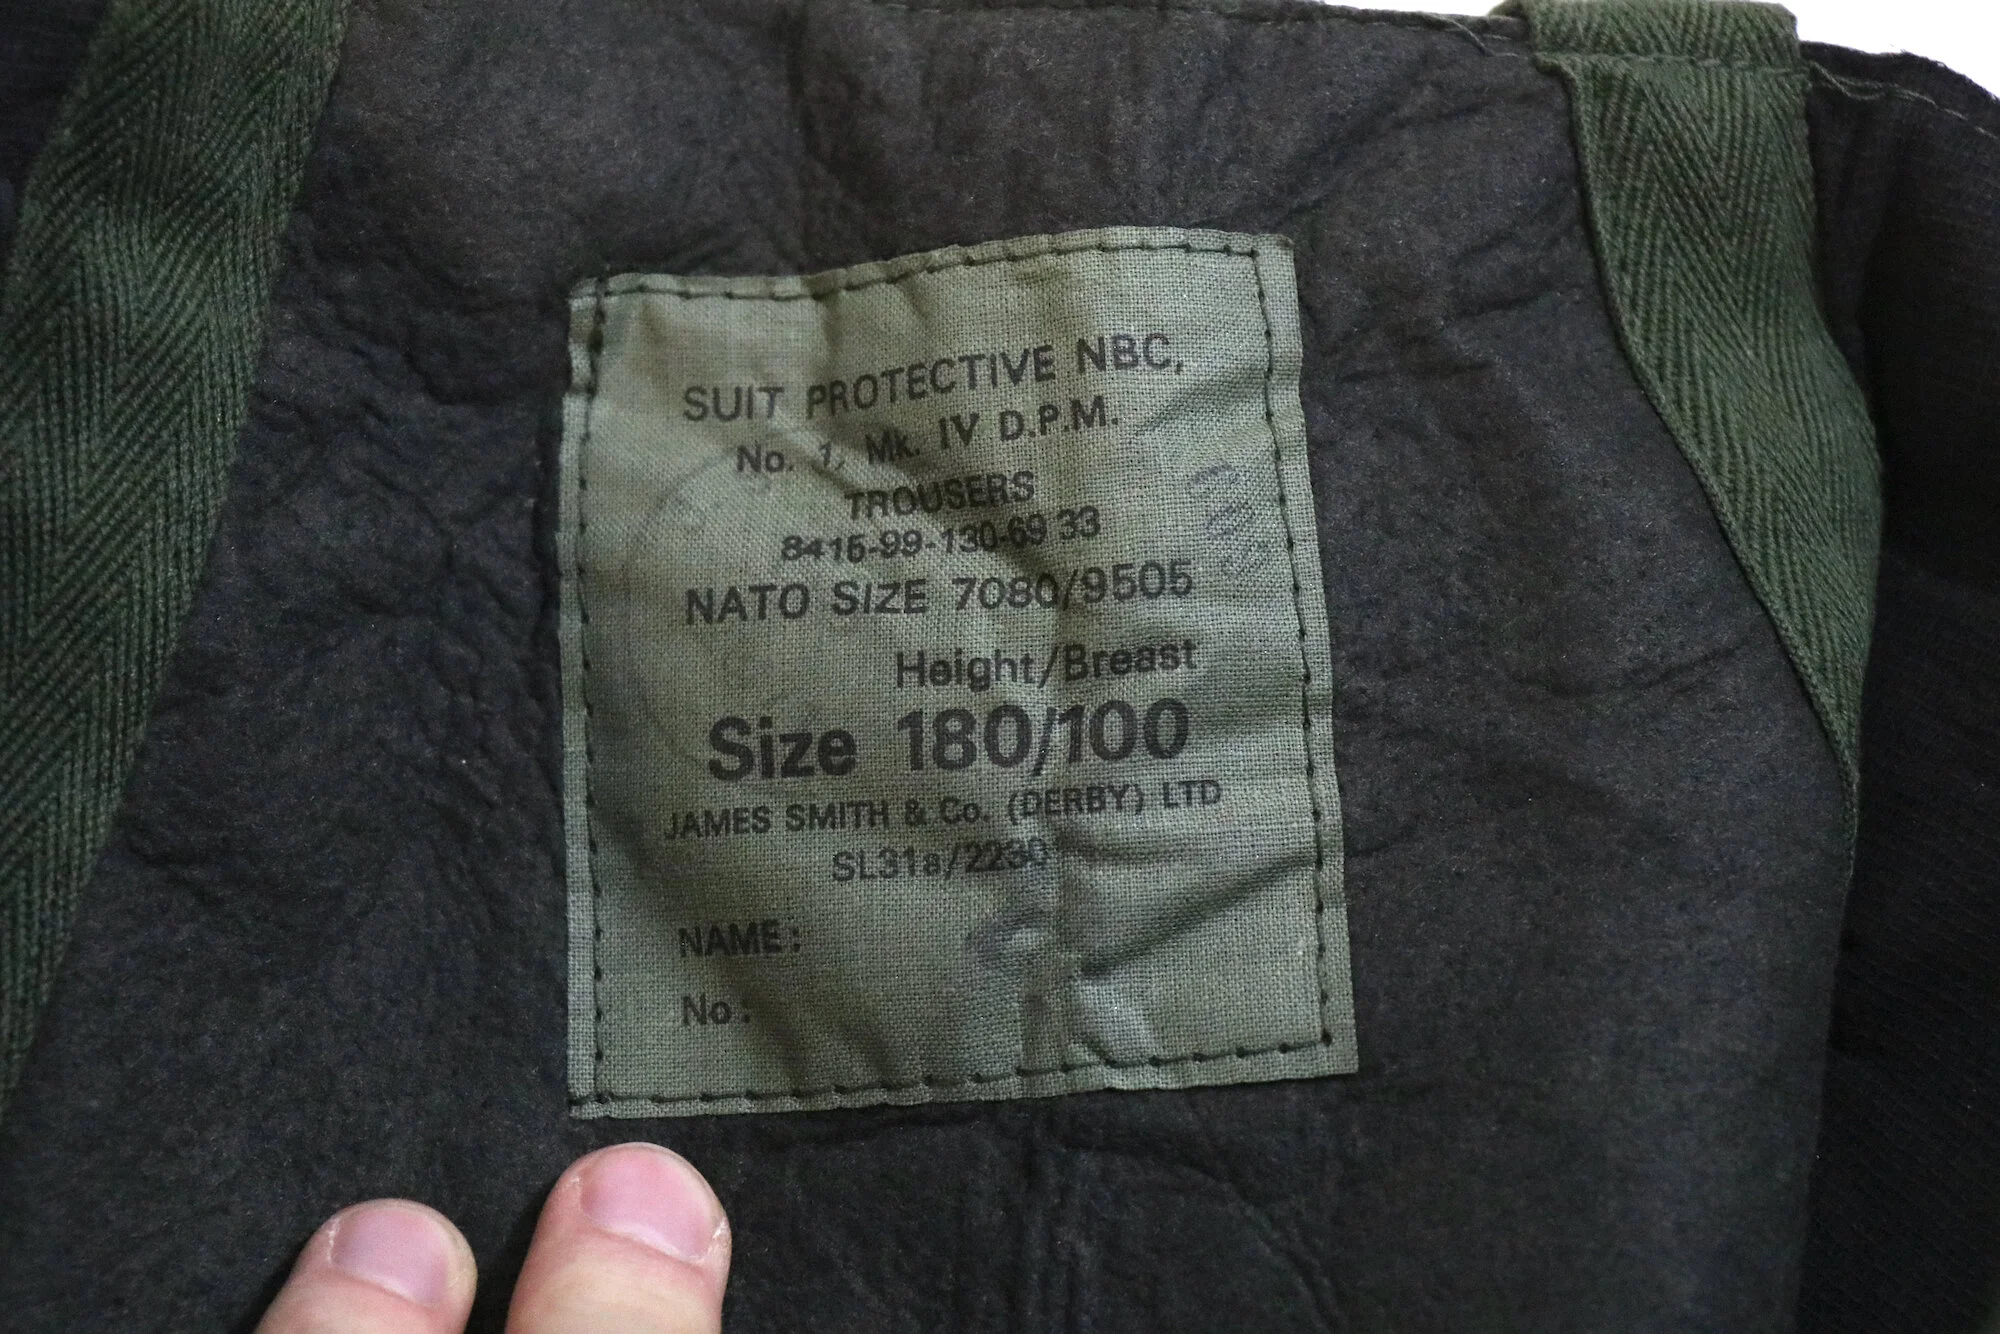 SUIT PROTECTIVE NBC,
No. 1, Mk. IV D.P.M.
TROUSERS
8415-99-130-69 33
NATO SIZE 7080/9505
Height/Breast
Size 180/100
JAMES SMITH & Co. (DERBY) LTD
SL31a/2230
NAME:
No: